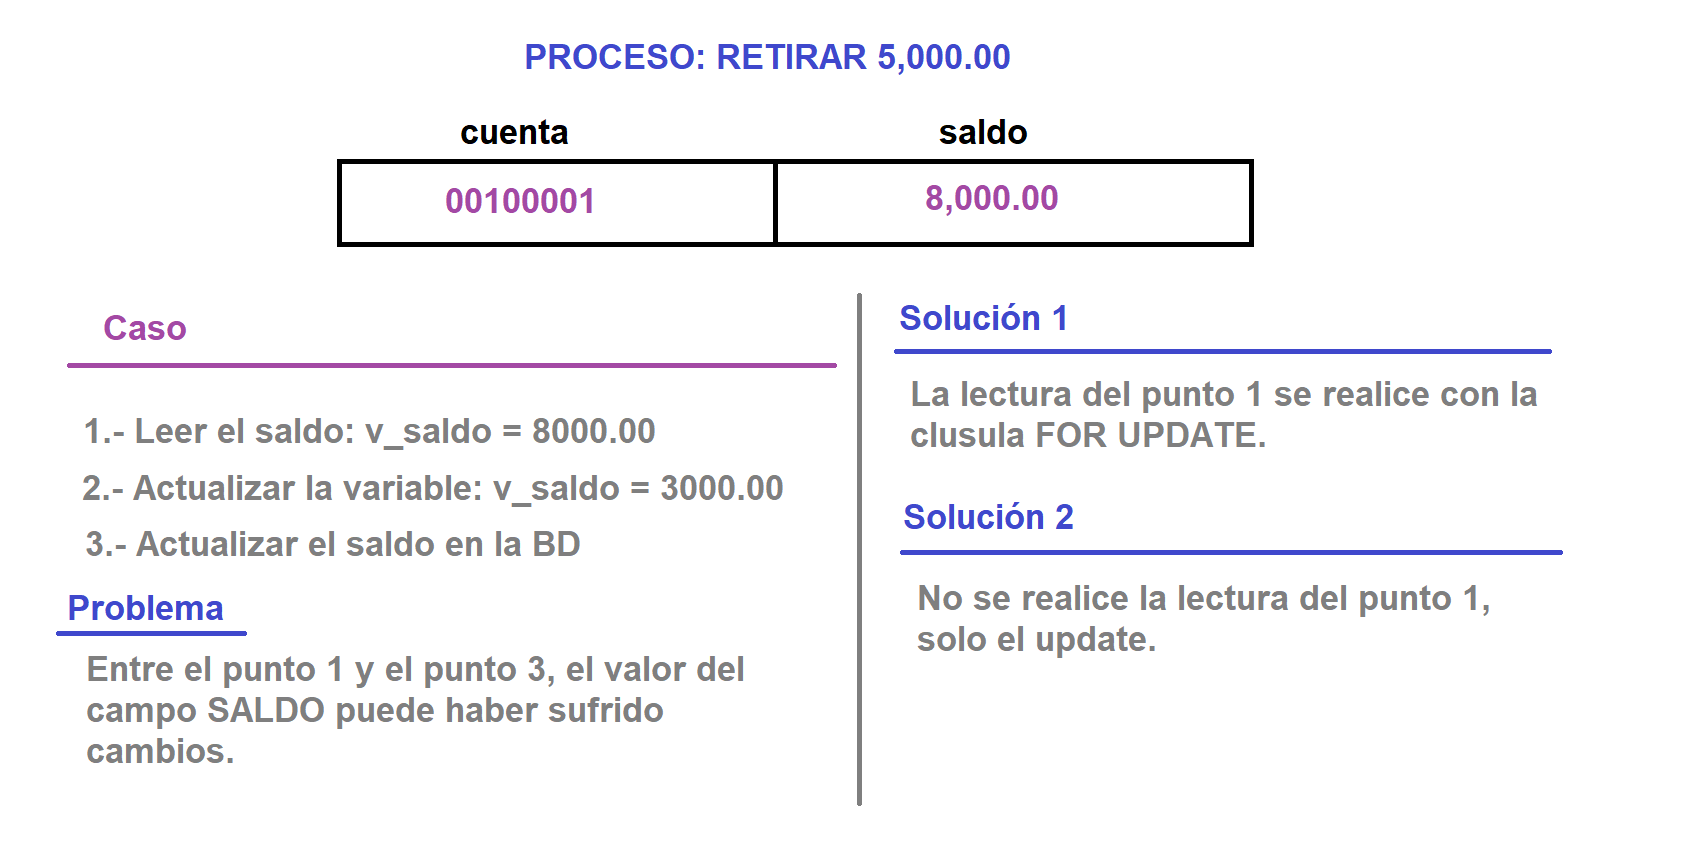 PROCESO: RETIRAR 5,000.00
cuenta saldo
00100001 8,000.00
Caso
1.- Leer el saldo: v_saldo = 8000.00
2.- Actualizar la variable: v_saldo = 3000.00
3.- Actualizar el saldo en la BD
Problema
Entre el punto 1 y el punto 3, el valor del
campo SALDO puede haber sufrido
cambios.
Solución 1
La lectura del punto 1 se realice con la
clusula FOR UPDATE.
Solución 2
No se realice la lectura del punto 1,
solo el update.